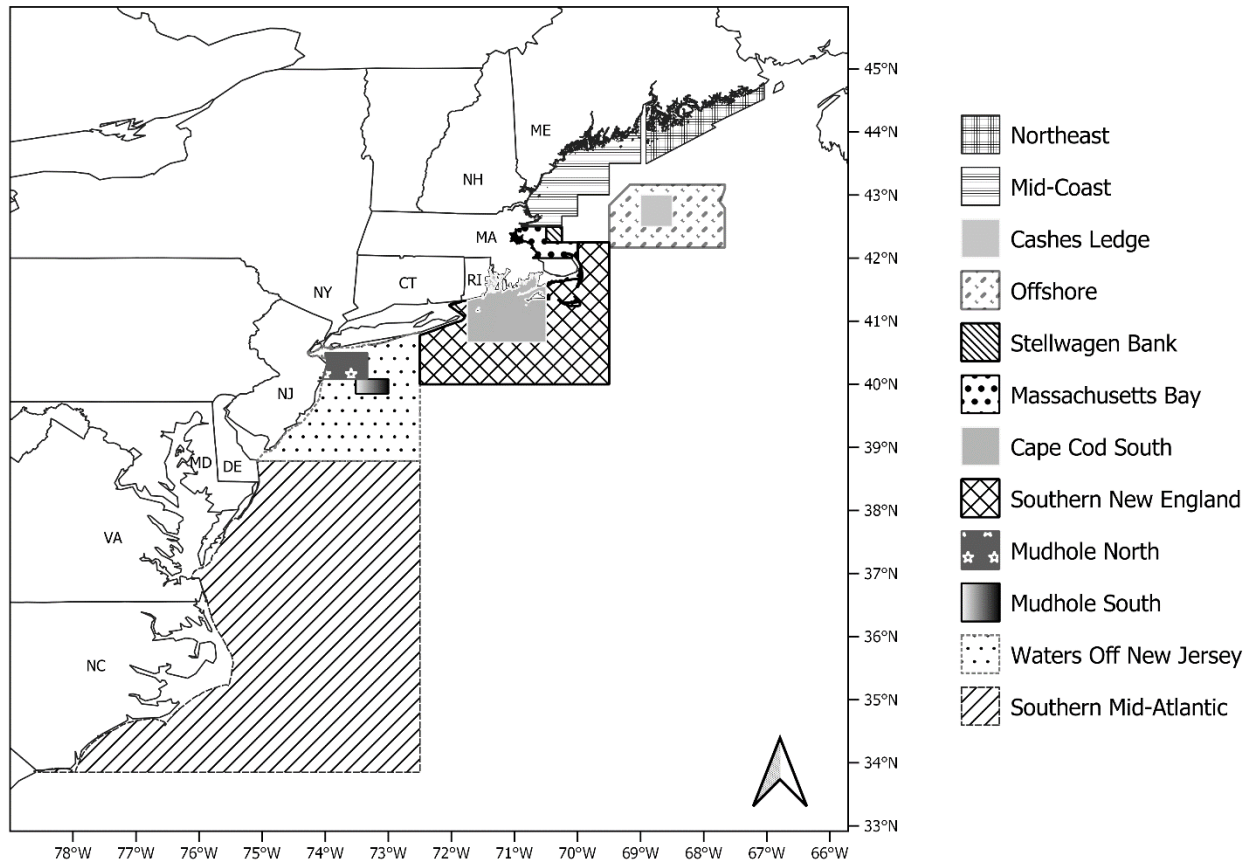 45°N
44°N
43°N
42°N
41°N
40°N
39°N
38°N
37°N
36°N
35°N
34°N
33°N
78°W 77°W 76°W 75°W 74°W 73°W 72°W 71°W 70°W 69°W 68°W 67°W 66°W
ME
NH
MA
NY
CT
RI
NJ
MD
DE
VA
NC
Northeast
Mid-Coast
Cashes Ledge
Offshore
Stellwagen Bank
Massachusetts Bay
Cape Cod South
Southern New England
Mudhole North
Mudhole South
Waters Off New Jersey
Southern Mid-Atlantic